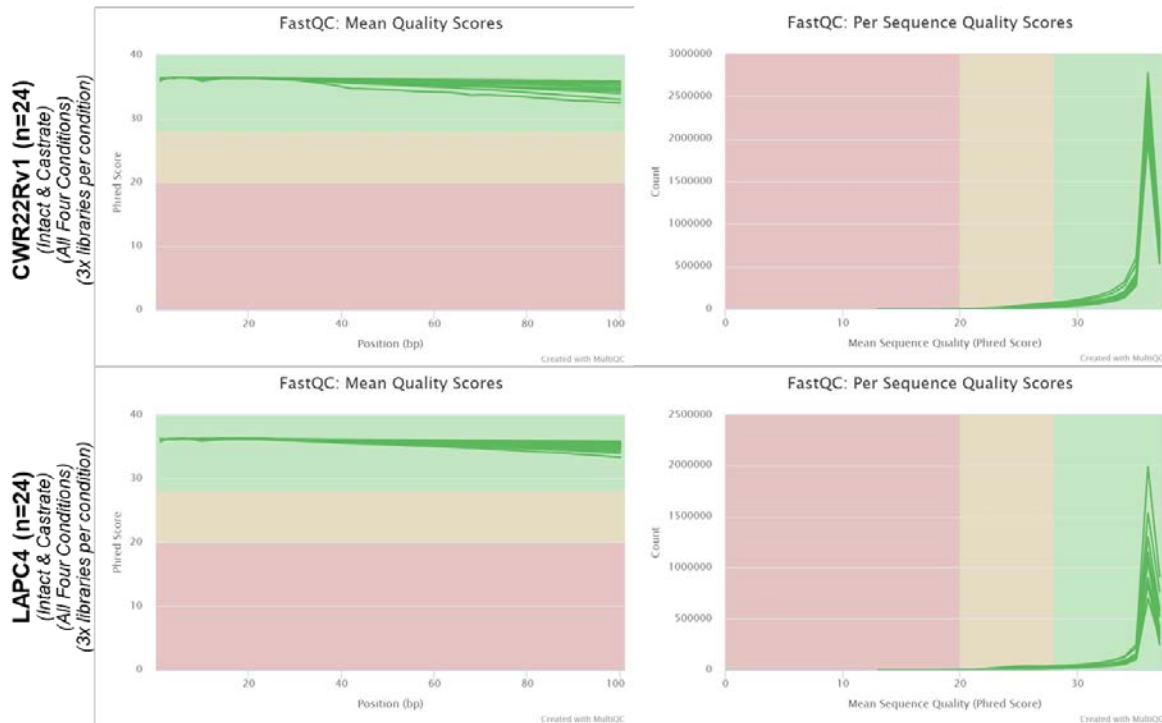 CWR22Rv1 (n=24)
(Intact & Castrate)
(All Four Conditions)
(3x libraries per condition)
FastQC: Mean Quality Scores
Phred Score
40
30
20
10
0
20
40
60
80
100
Position (bp)
Created with MultiQC
FastQC: Per Sequence Quality Scores
Count
3000000
2500000
2000000
1500000
1000000
500000
0
0
10
20
30
Mean Sequence Quality (Phred Score)
Created with MultiQC
LAPC4 (n=24)
(Intact & Castrate)
(All Four Conditions)
(3x libraries per condition)
FastQC: Mean Quality Scores
Phred Score
40
30
20
10
0
20
40
60
80
100
Position (bp)
Created with MultiQC
FastQC: Per Sequence Quality Scores
Count
2500000
2000000
1500000
1000000
500000
0
0
10
20
30
Mean Sequence Quality (Phred Score)
Created with MultiQC